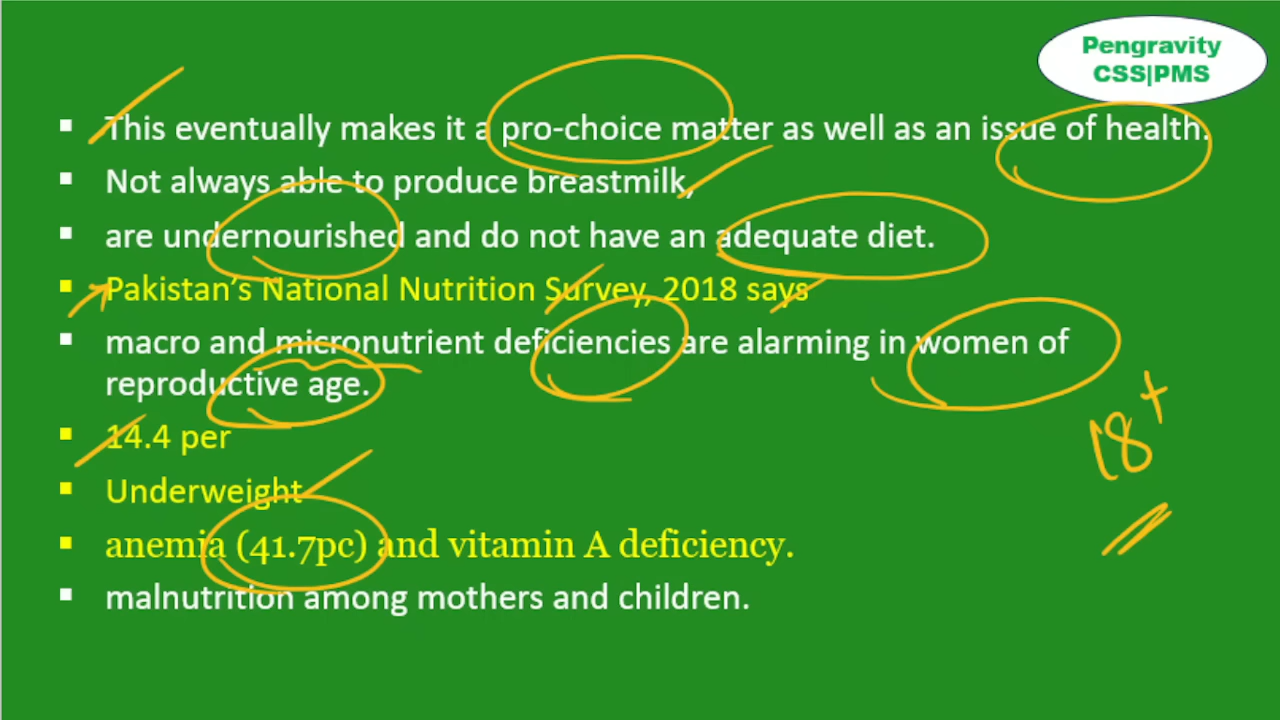 Pengravity
CSS|PMS
▪ This eventually makes it a pro-choice matter as well as an issue of health.
▪ Not always able to produce breastmilk,
▪ are undernourished and do not have an adequate diet.
▪ Pakistan’s National Nutrition Survey, 2018 says
▪ macro and micronutrient deficiencies are alarming in women of
reproductive age.
▪ 14.4 per
▪ Underweight
▪ anemia (41.7pc) and vitamin A deficiency.
▪ malnutrition among mothers and children.
18+